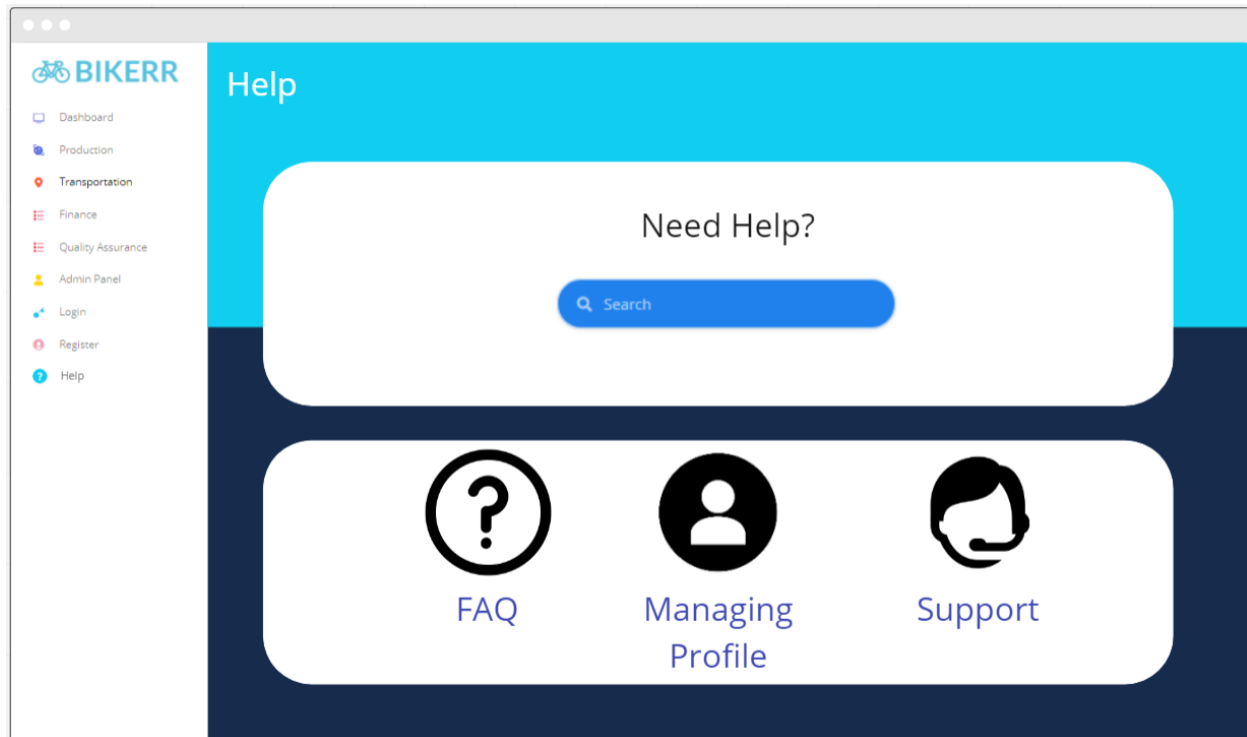 BIKERR
Dashboard
Production
Transportation
Finance
Quality Assurance
Admin Panel
Login
Register
Help
Help
Need Help?
Search
FAQ
Managing
Profile
Support